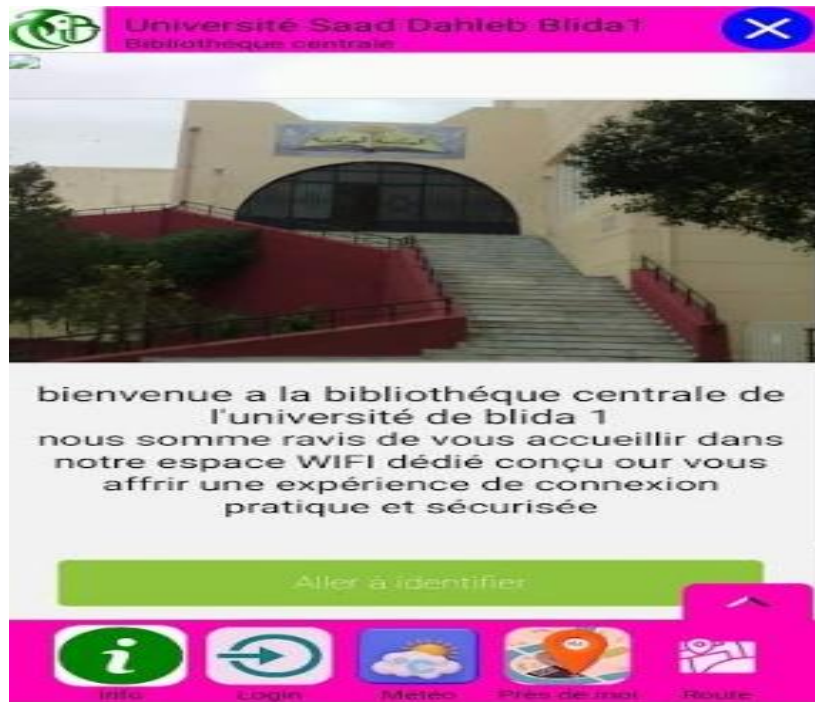 Université Saad Dahleb Blida1
Bibliothéque centrale
bienvenue a la bibliothéque centrale de
l'université de blida 1
nous somme ravis de vous accueillir dans
notre espace WIFI dédié conçu our vous
affrir une expérience de connexion
pratique et sécurisée
Aller à identifier
Info
Login
Météo
Près de moi
Route